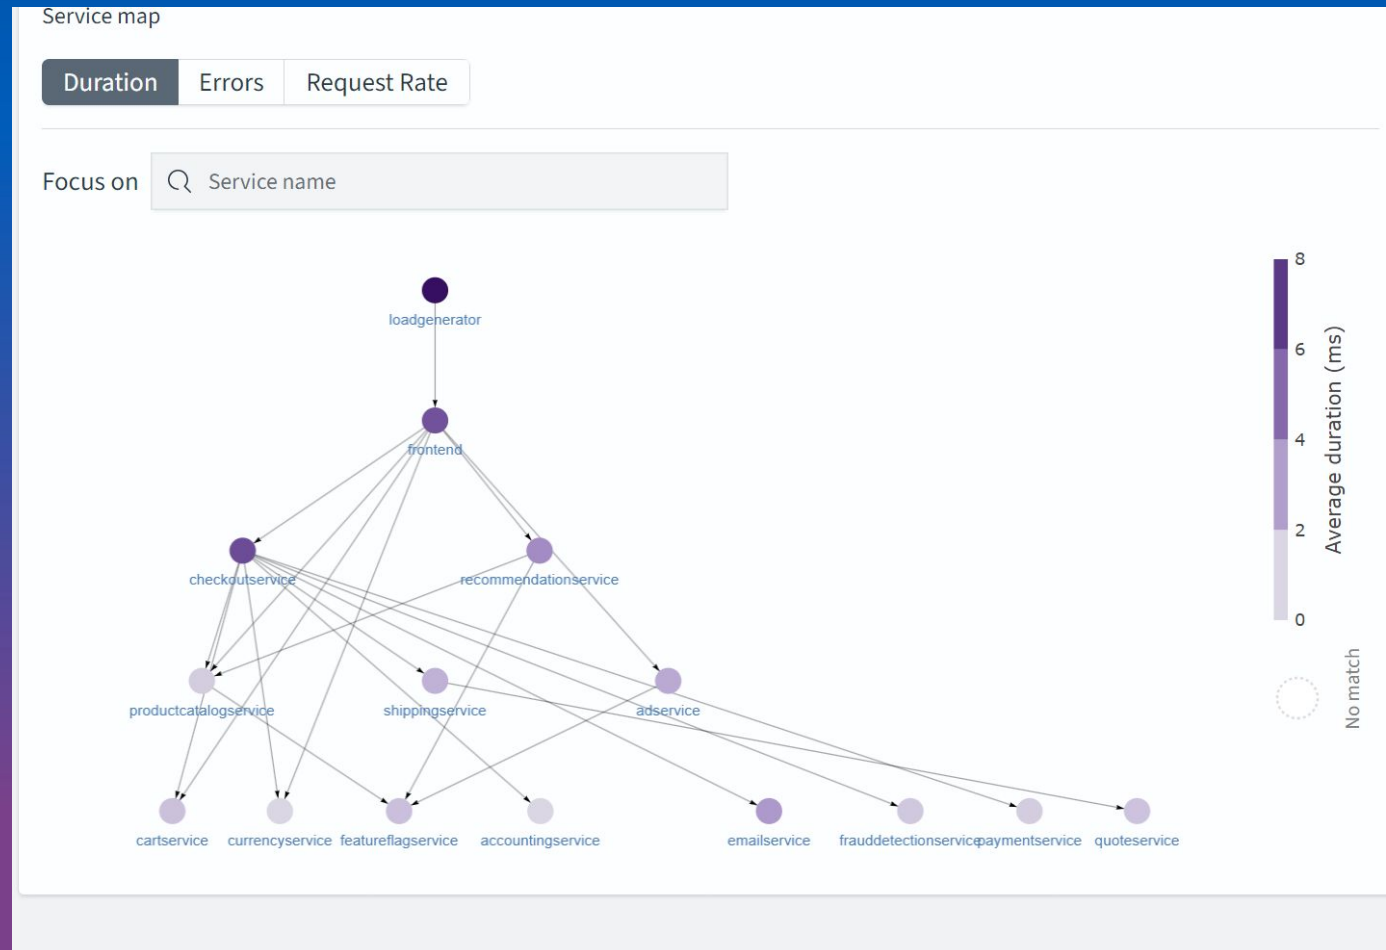 Service map
Duration Errors Request Rate
Focus on Service name
loadgenerator
frontend
checkoutservice recommendationservice
productcatalogservice shippingservice adservice
cartservice currencyservice featureflagservice accountingservice emailservice frauddetectionservice paymentservice quoteservice
8
6
4
2
0
Average duration (ms)
No match